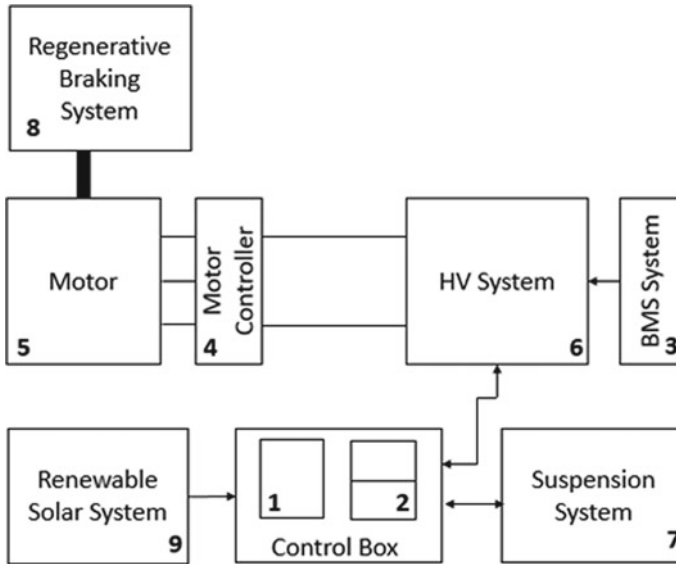 Regenerative
Braking
System
8
Motor
5
Motor
Controller
4
HV System
6
BMS System
3
Renewable
Solar System
9
1
2
Control Box
Suspension
System
7